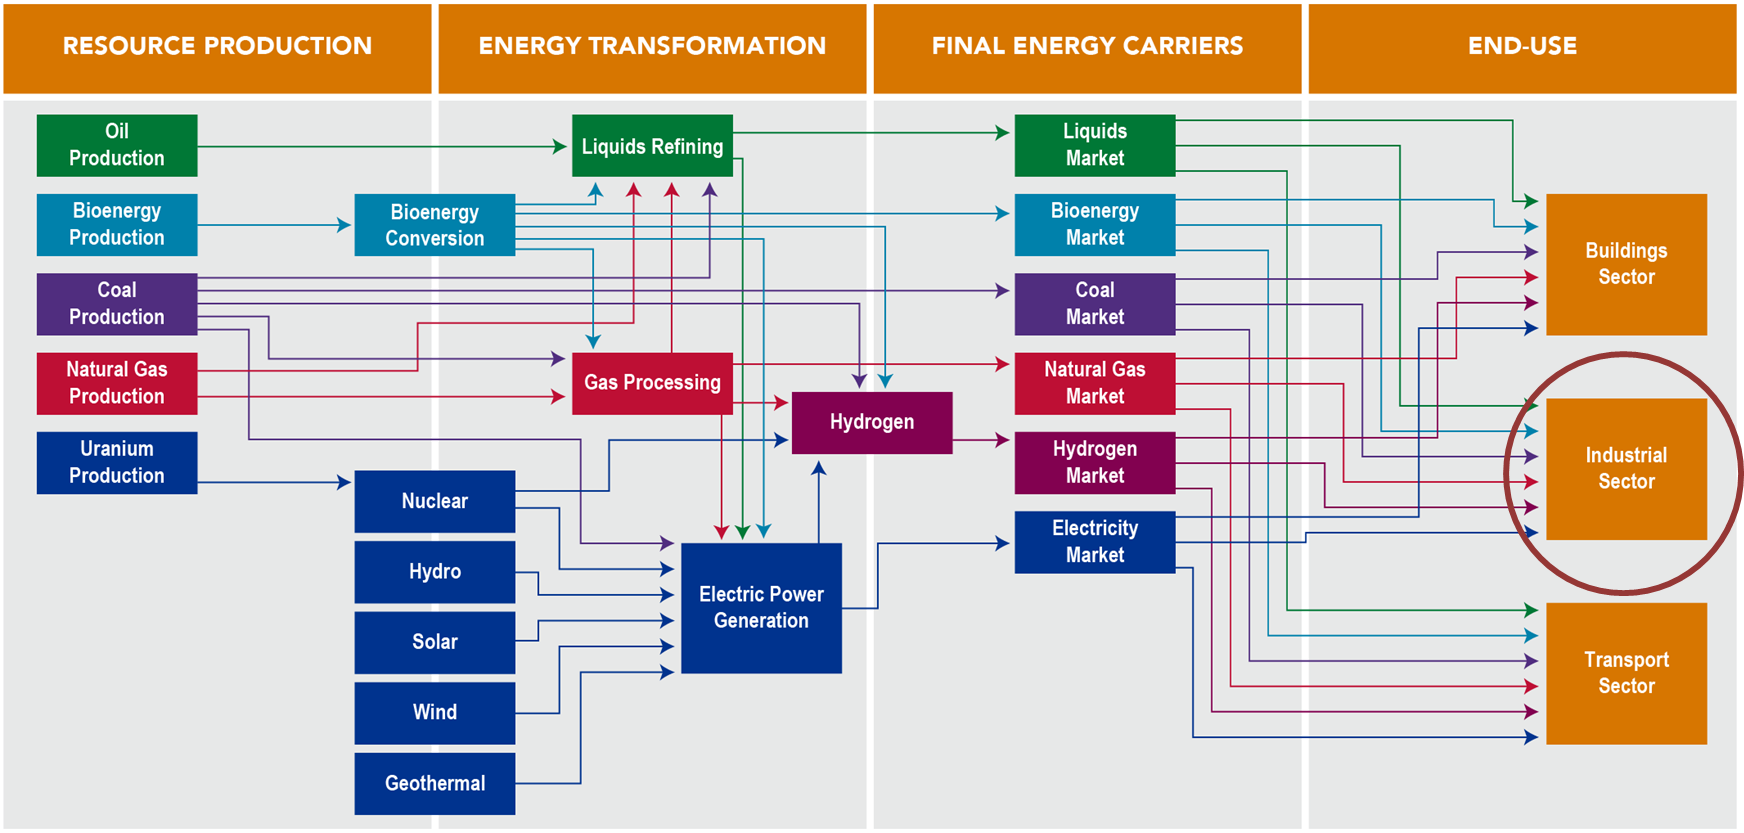 RESOURCE PRODUCTION
ENERGY TRANSFORMATION
FINAL ENERGY CARRIERS
END-USE
Oil
Production
Bioenergy
Production
Coal
Production
Natural Gas
Production
Uranium
Production
Bioenergy
Conversion
Nuclear
Hydro
Solar
Wind
Geothermal
Liquids Refining
Gas Processing
Hydrogen
Electric Power
Generation
Liquids
Market
Bioenergy
Market
Coal
Market
Natural Gas
Market
Hydrogen
Market
Electricity
Market
Buildings
Sector
Industrial
Sector
Transport
Sector